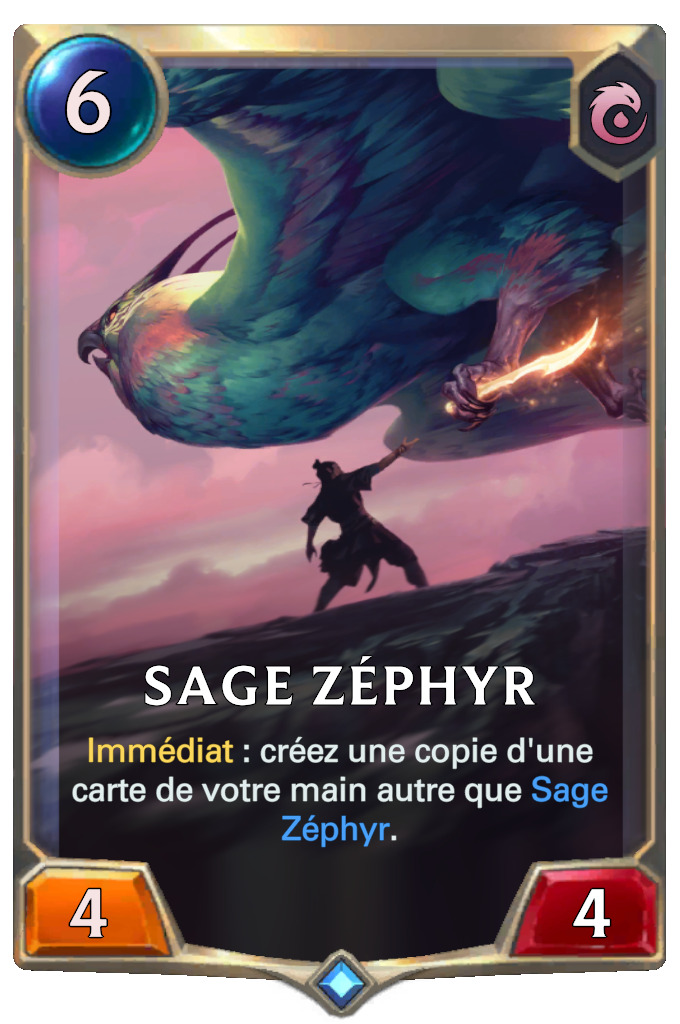 6
SAGE ZÉPHYR
Immédiat : créez une copie d'une
carte de votre main autre que Sage
Zéphyr.
4
4